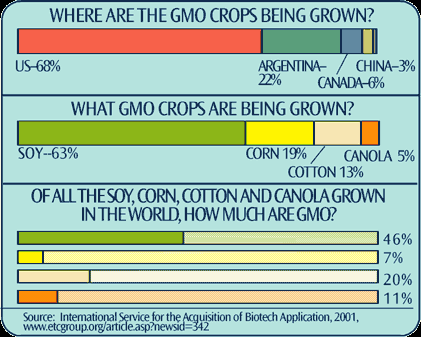 WHERE ARE THE GMO CROPS BEING GROWN?
US–68%
ARGENTINA–
22%
CANADA–6%
CHINA–3%
WHAT GMO CROPS ARE BEING GROWN?
SOY--63%
CORN 19%
COTTON 13%
CANOLA 5%
OF ALL THE SOY, CORN, COTTON AND CANOLA GROWN
IN THE WORLD, HOW MUCH ARE GMO?
46%
7%
20%
11%
Source: International Service for the Acquisition of Biotech Application, 2001,
www.etcgroup.org/article.asp?newsid=342